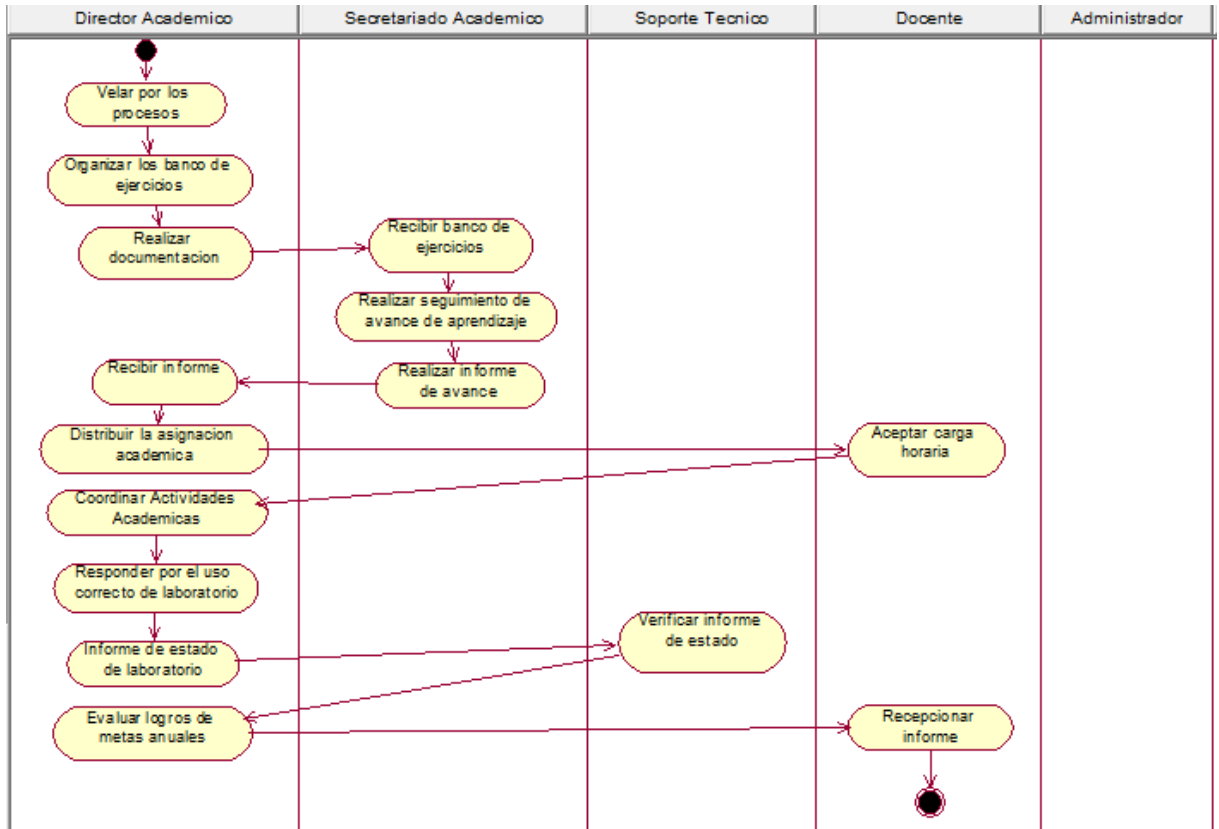 Director Academico
Secretariado Academico
Soporte Tecnico
Docente
Administrador
Velar por los
procesos
Organizar los banco de
ejercicios
Realizar
documentacion
Recibir banco de
ejercicios
Realizar seguimiento de
avance de aprendizaje
Realizar informe
de avance
Recibir informe
Distribuir la asignacion
academica
Aceptar carga
horaria
Coordinar Actividades
Academicas
Responder por el uso
correcto de laboratorio
Informe de estado
de laboratorio
Verificar informe
de estado
Evaluar logros de
metas anuales
Recepcionar
informe